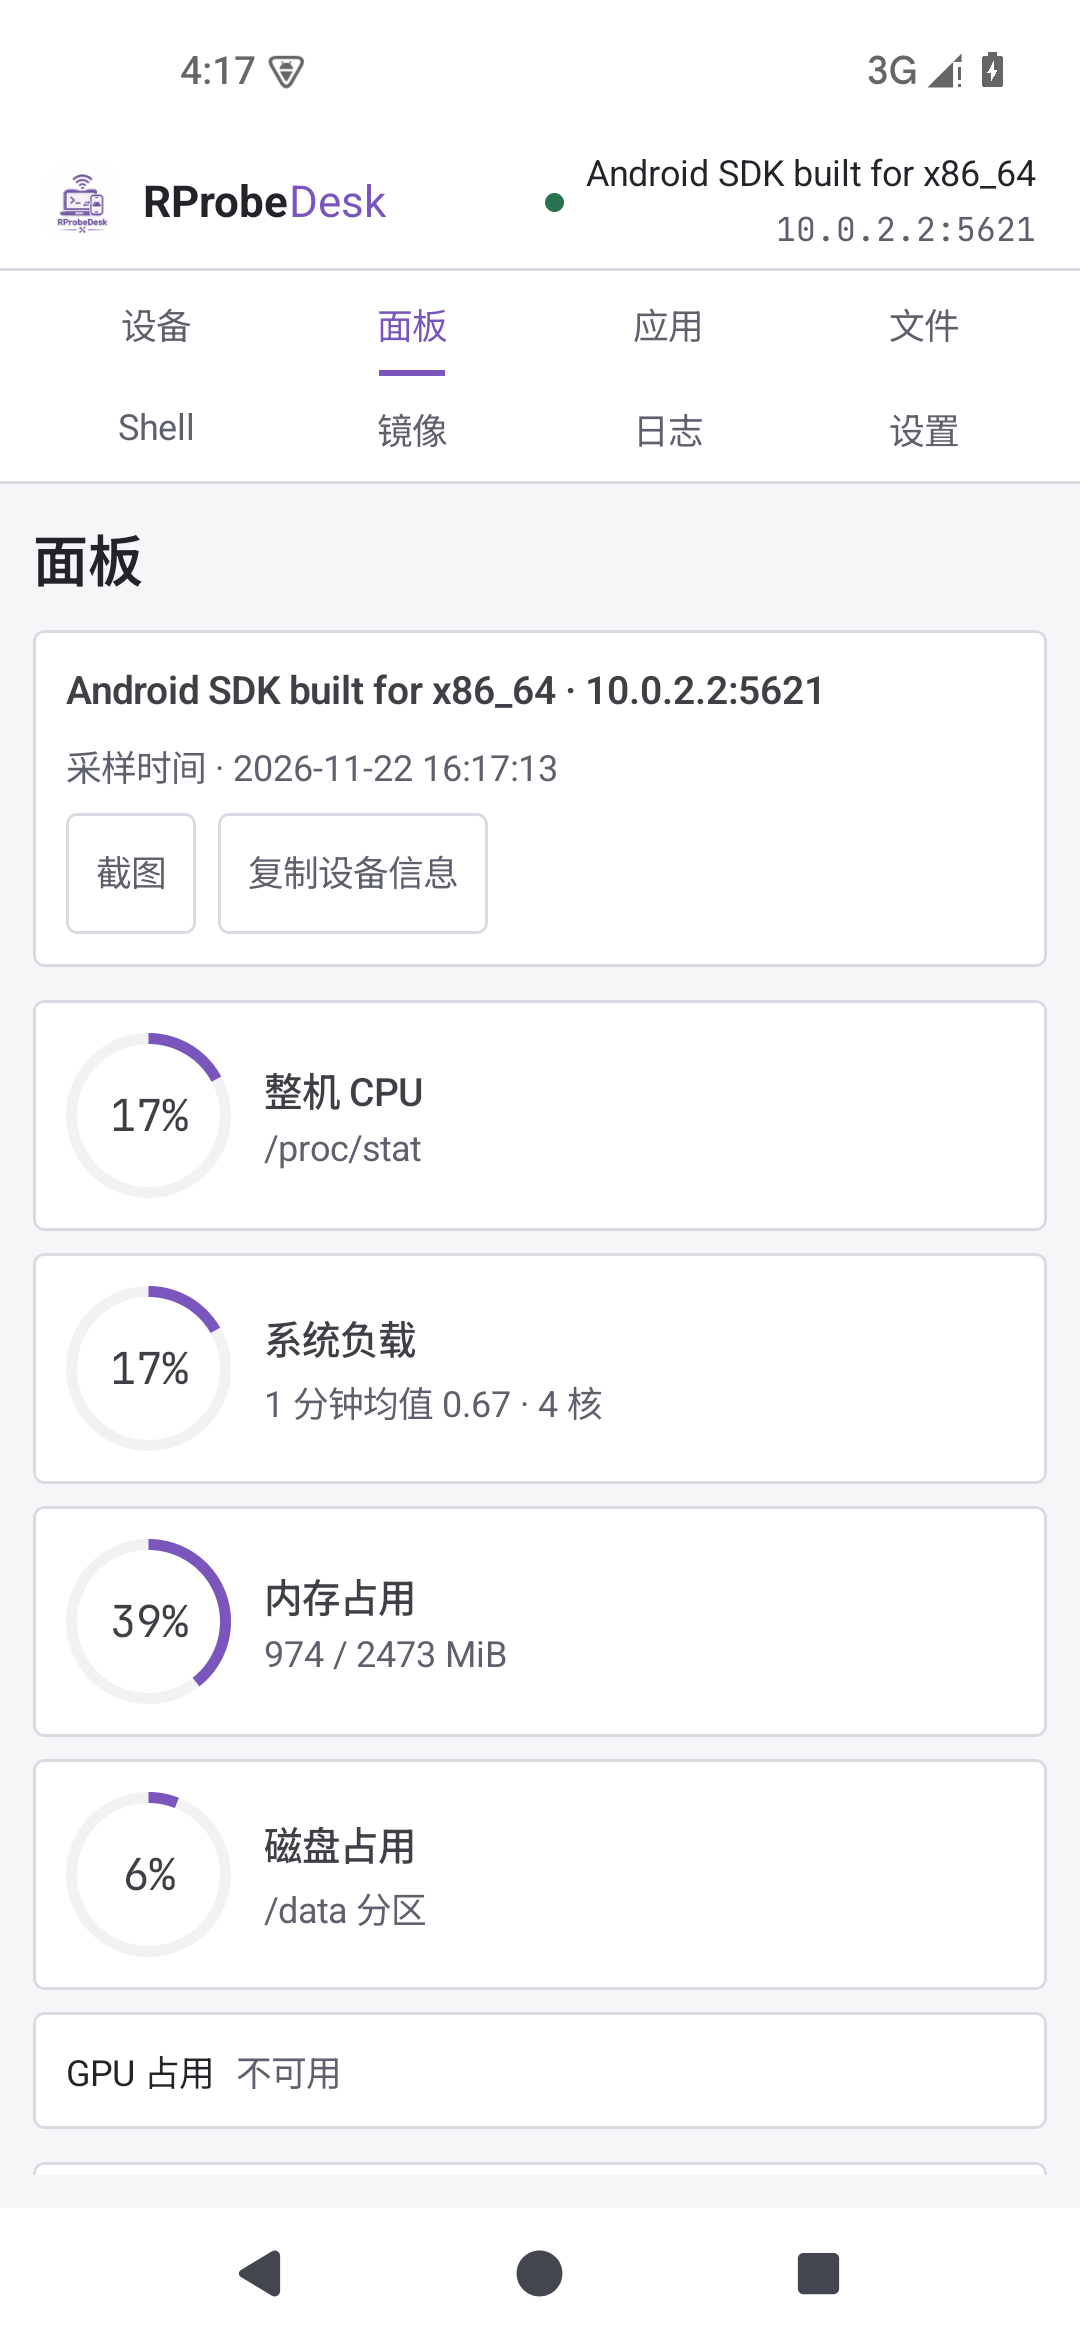 4:17
3G
RProbeDesk
RProbeDesk
Android SDK built for x86_64
10.0.2.2:5621
设备 面板 应用 文件
Shell 镜像 日志 设置
面板
Android SDK built for x86_64 · 10.0.2.2:5621
采样时间 · 2026-11-22 16:17:13
截图 复制设备信息
17%
整机 CPU
/proc/stat
17%
系统负载
1 分钟均值 0.67 · 4 核
39%
内存占用
974 / 2473 MiB
6%
磁盘占用
/data 分区
GPU 占用 不可用